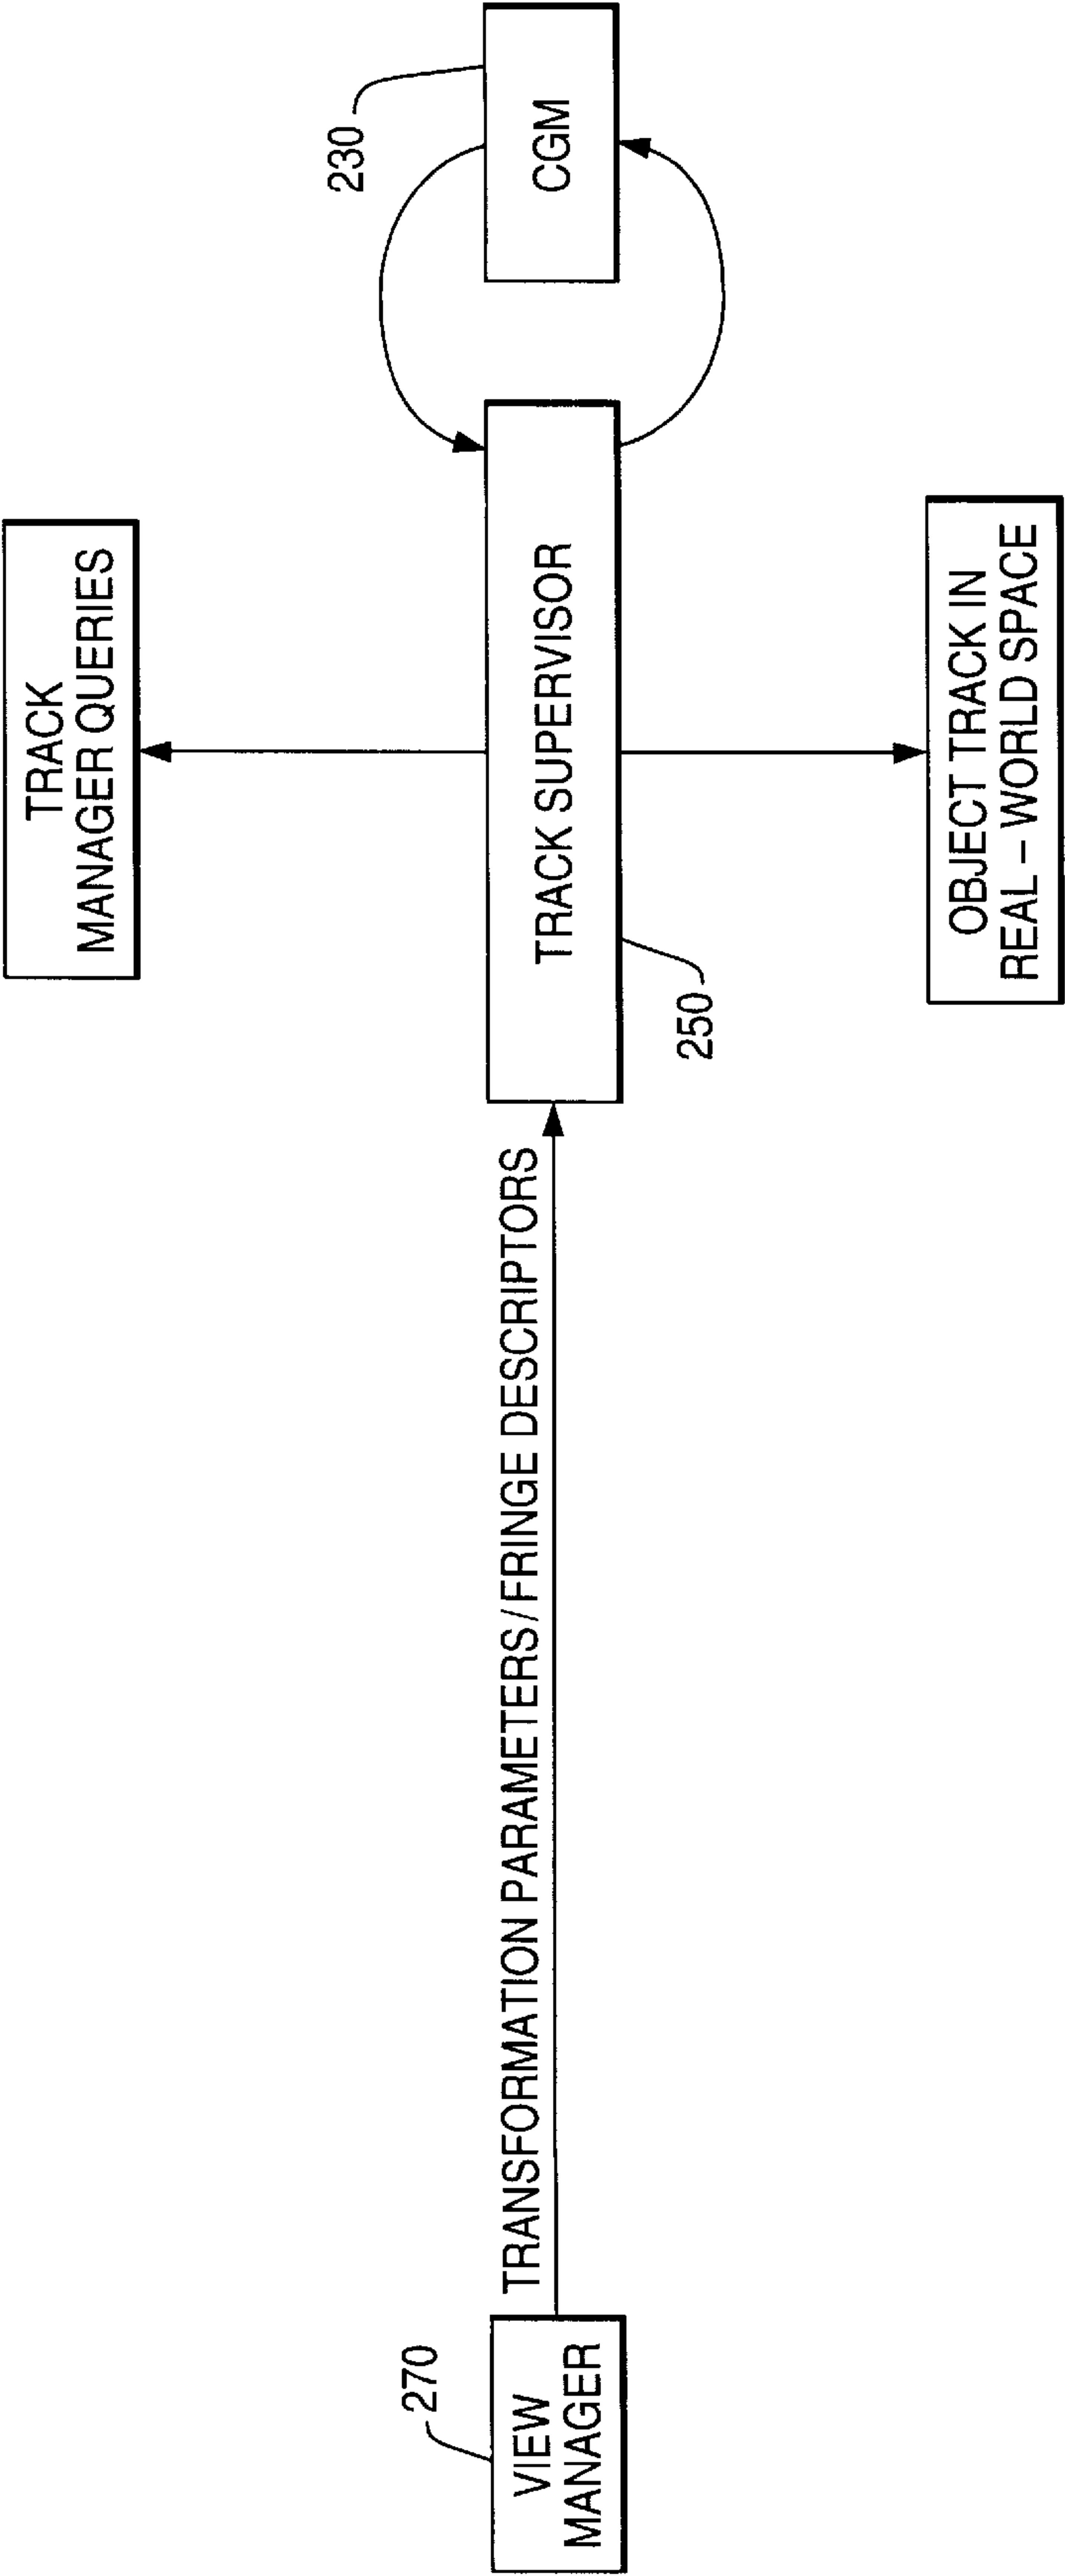 TRACK
MANAGER QUERIES
230
CGM
TRACK SUPERVISOR
250
TRANSFORMATION PARAMETERS/FRINGE DESCRIPTORS
270
VIEW
MANAGER
OBJECT TRACK IN
REAL – WORLD SPACE